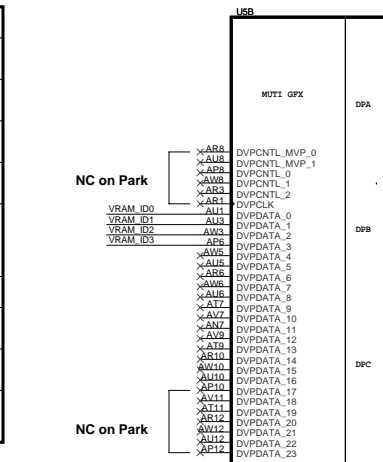 U5B
MUTI GFX
DPA
AR8 DVPCNTL_MVP_0
AU8 DVPCNTL_MVP_1
AP8 DVPCNTL_0
NC on Park AW8 DVPCNTL_1
AR3 DVPCNTL_2
AR1 DVPCLK
VRAM_ID0 AU1 DVPDATA_0
VRAM_ID1 AU3 DVPDATA_1
VRAM_ID2 AW3 DVPDATA_2
DPB
VRAM_ID3 AP6 DVPDATA_3
AW5 DVPDATA_4
AU5 DVPDATA_5
AR6 DVPDATA_6
AW6 DVPDATA_7
AU6 DVPDATA_8
AT7 DVPDATA_9
AV7 DVPDATA_10
AN7 DVPDATA_11
AV9 DVPDATA_12
AT9 DVPDATA_13
AR10 DVPDATA_14
AW10 DVPDATA_15
DPC
AU10 DVPDATA_16
AP10 DVPDATA_17
AV11 DVPDATA_18
AT11 DVPDATA_19
AR12 DVPDATA_20
NC on Park AW12 DVPDATA_21
AU12 DVPDATA_22
AP12 DVPDATA_23